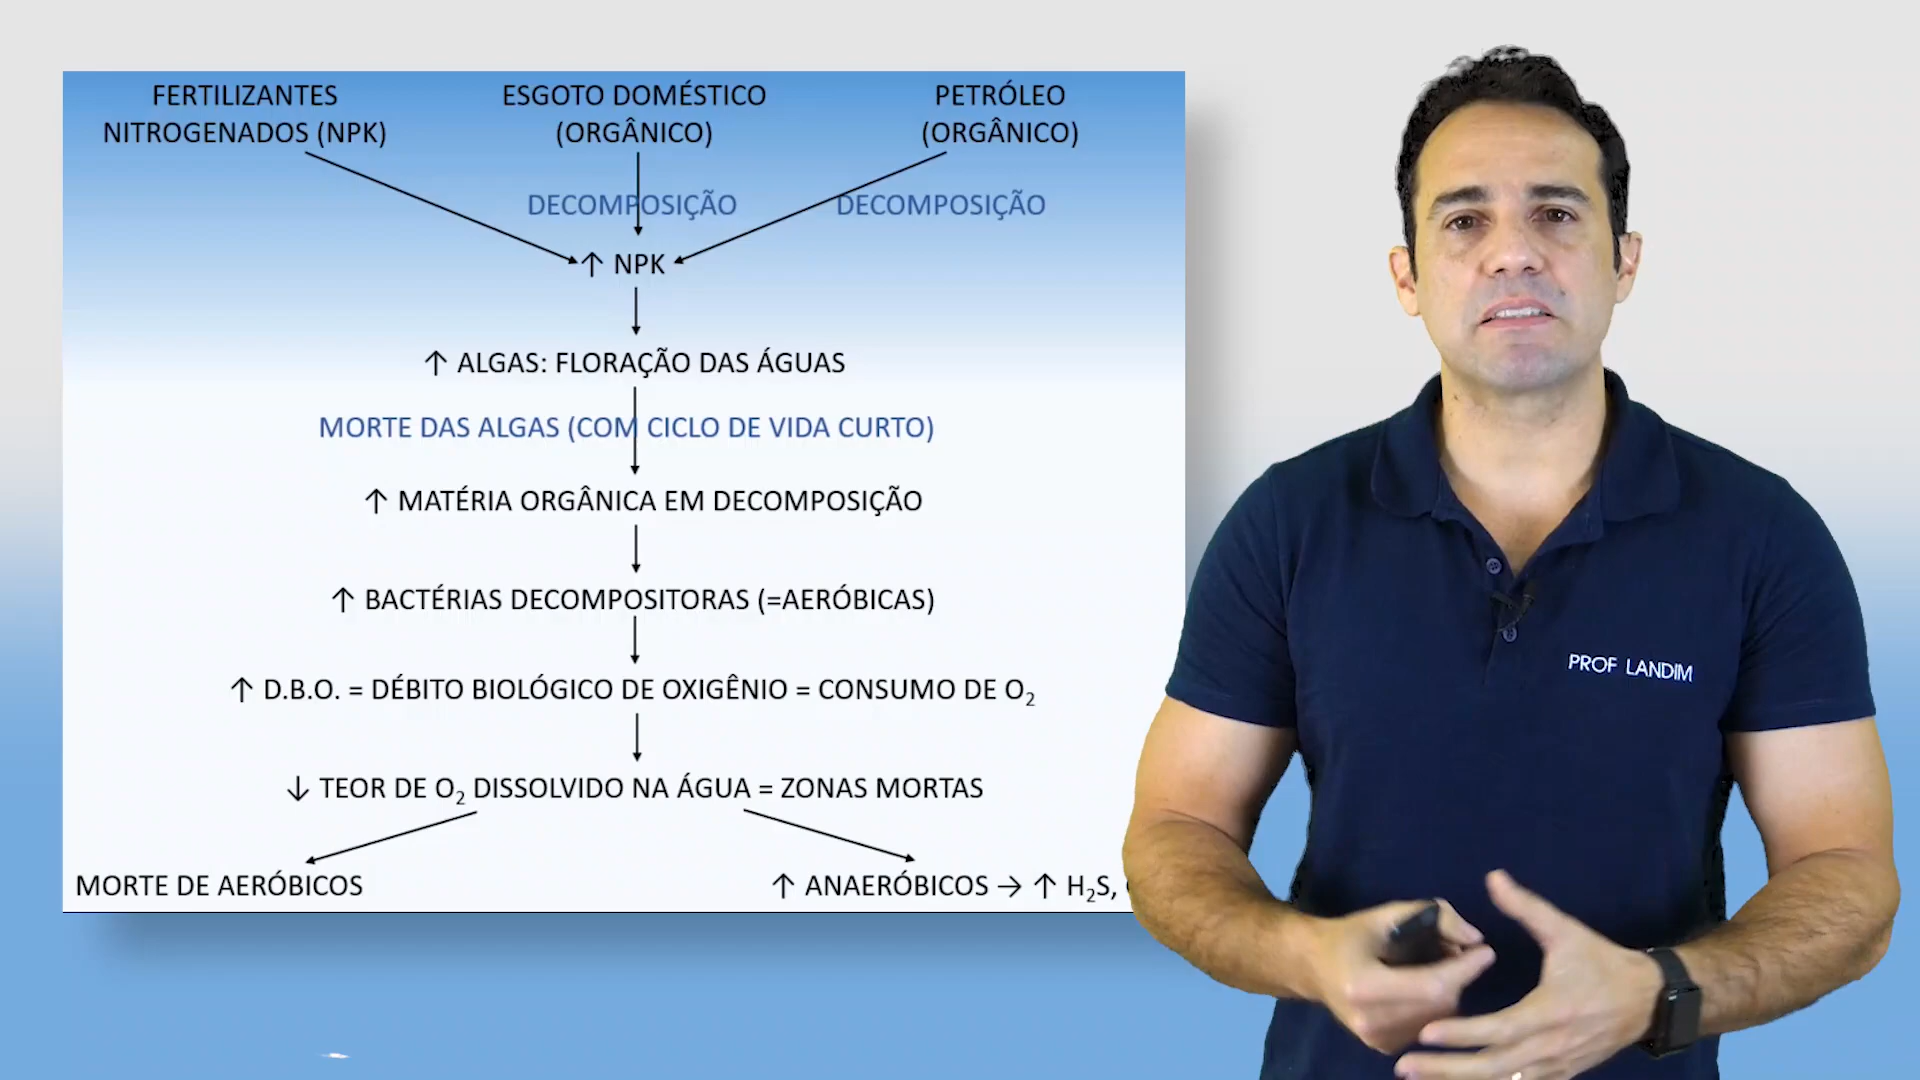 FERTILIZANTES
NITROGENADOS (NPK)
ESGOTO DOMÉSTICO
(ORGÂNICO)
PETRÓLEO
(ORGÂNICO)
DECOMPOSIÇÃO
DECOMPOSIÇÃO
↑ NPK
↑ ALGAS: FLORAÇÃO DAS ÁGUAS
MORTE DAS ALGAS (COM CICLO DE VIDA CURTO)
↑ MATÉRIA ORGÂNICA EM DECOMPOSIÇÃO
↑ BACTÉRIAS DECOMPOSITORAS (=AERÓBICAS)
↑ D.B.O. = DÉBITO BIOLÓGICO DE OXIGÊNIO = CONSUMO DE O₂
↓ TEOR DE O₂ DISSOLVIDO NA ÁGUA = ZONAS MORTAS
MORTE DE AERÓBICOS
↑ ANAERÓBICOS → ↑ H₂S,
PROF LANDIM